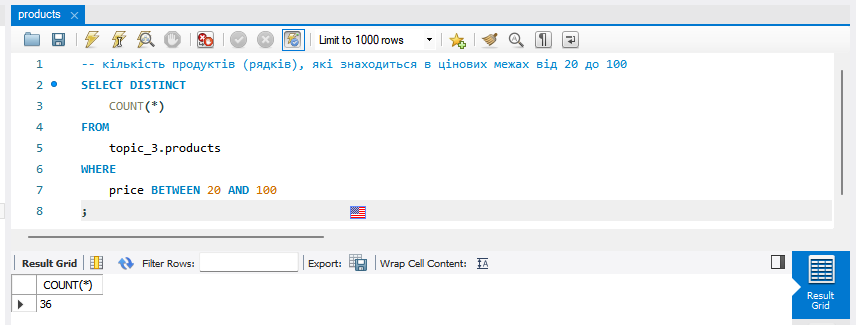 products ×
Limit to 1000 rows
1 -- кількість продуктів (рядків), які знаходиться в цінових межах від 20 до 100
2 SELECT DISTINCT
3 COUNT(*)
4 FROM
5 topic_3.products
6 WHERE
7 price BETWEEN 20 AND 100
8 ;
Result Grid Filter Rows: Export: Wrap Cell Content: IA
COUNT(*)
36
Result
Grid